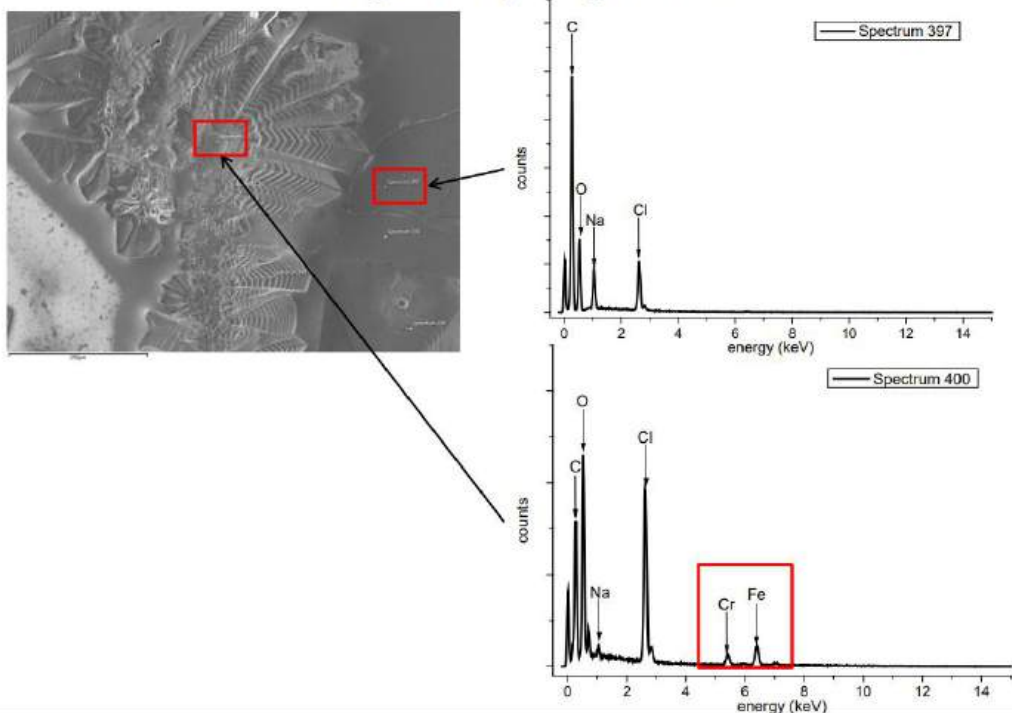 C
Spectrum 397
O
Na
Cl
counts
0 2 4 6 8 10 12 14
energy (keV)
Spectrum 400
O
Cl
C
Na
Cr
Fe
counts
0 2 4 6 8 10 12 14
energy (keV)